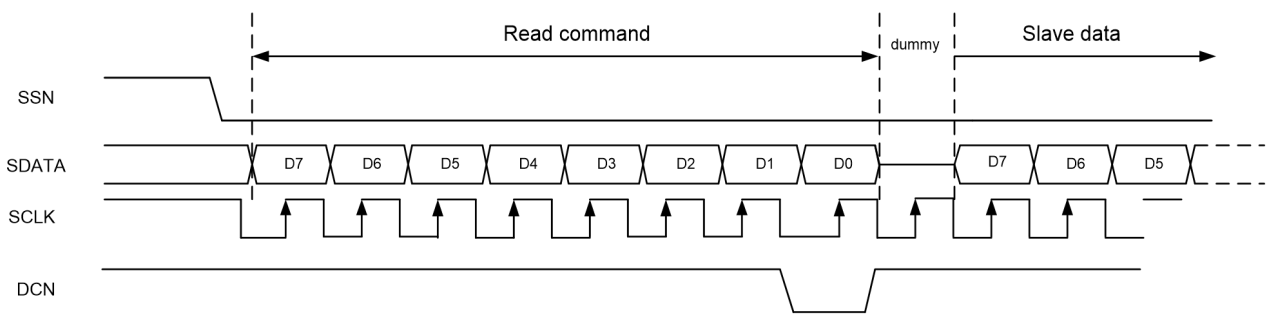 Read command
dummy
Slave data
SSN
SDATA
D7 D6 D5 D4 D3 D2 D1 D0 D7 D6 D5
SCLK
DCN